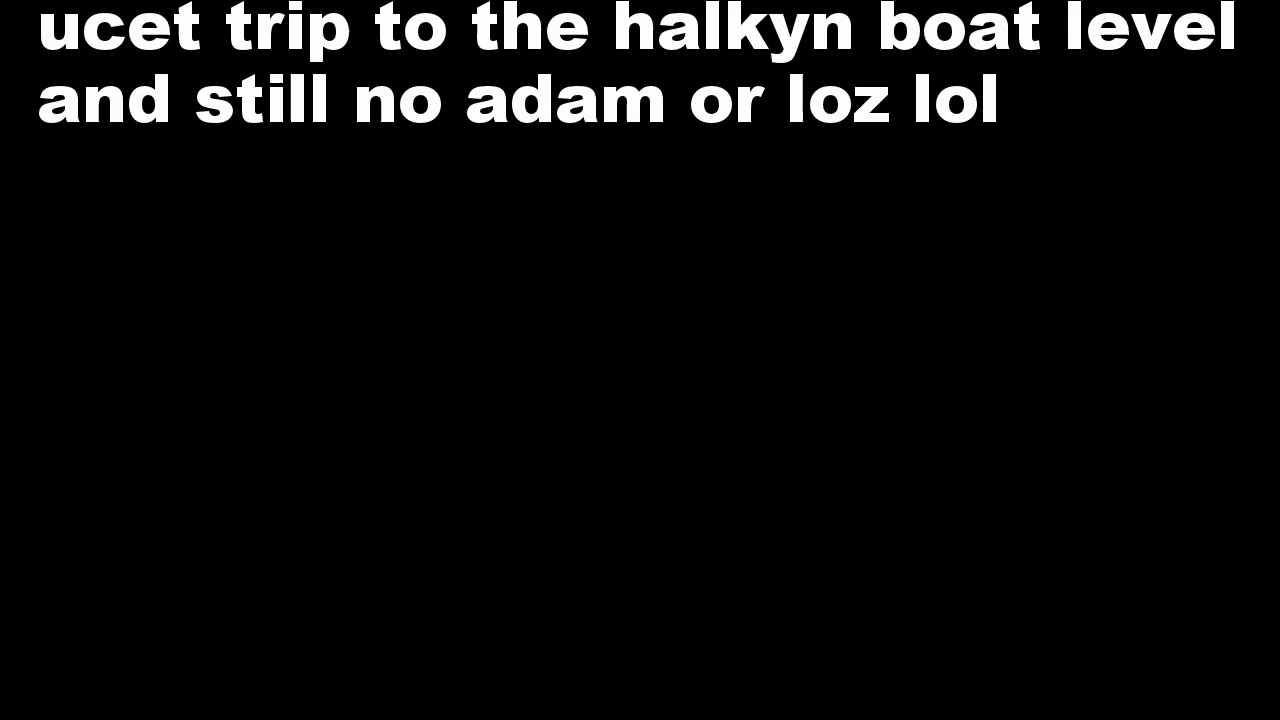 ucet trip to the halkyn boat level
and still no adam or loz lol